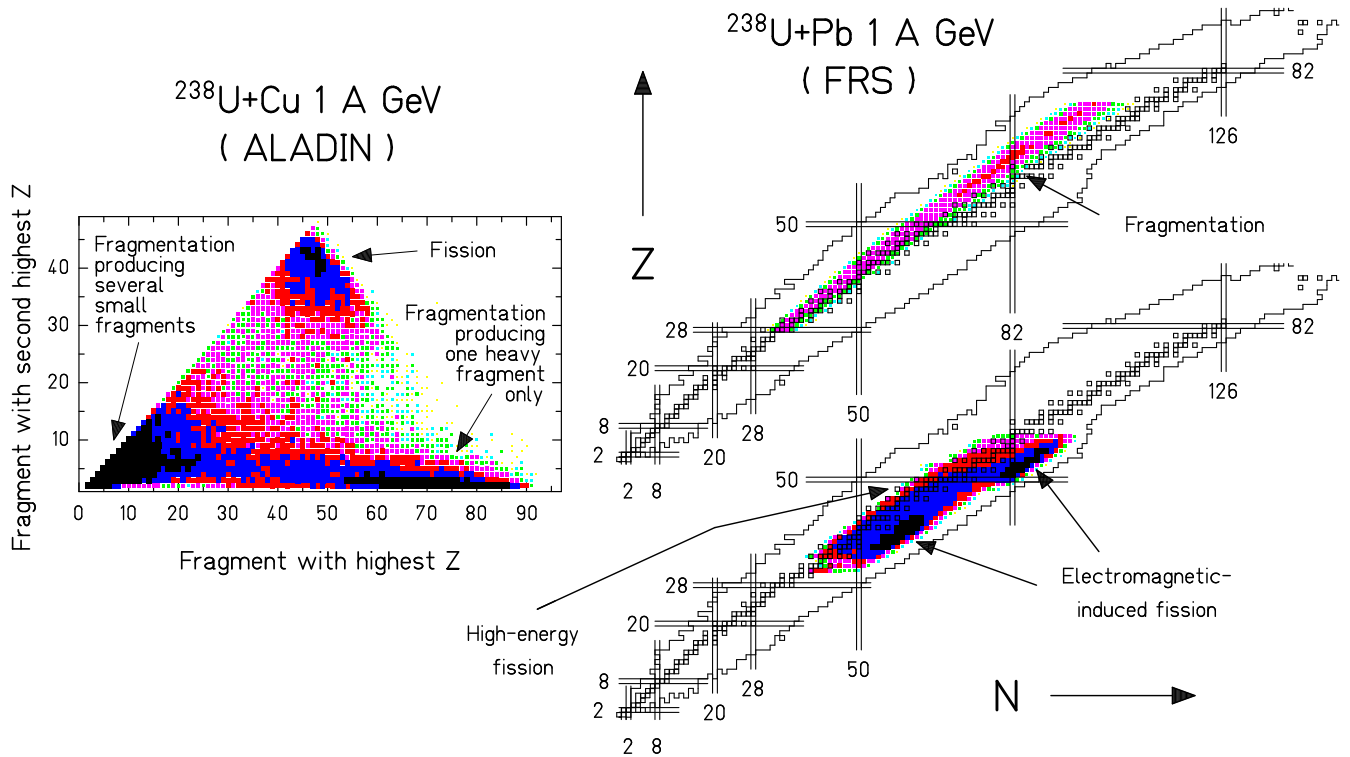 ²³⁸U+Cu 1 A GeV
( ALADIN )
Fragment with second highest Z
Fragmentation
producing
several
small
fragments
Fission
Fragmentation
producing
one heavy
fragment
only
40
30
20
10
0 10 20 30 40 50 60 70 80 90
Fragment with highest Z
²³⁸U+Pb 1 A GeV
( FRS )
Z
82
126
Fragmentation
50
82
28
20
8
2
50
28
20
2 8
82
126
50
28
20
8
2
50
28
20
2 8
High-energy
fission
Electromagnetic-
induced fission
N